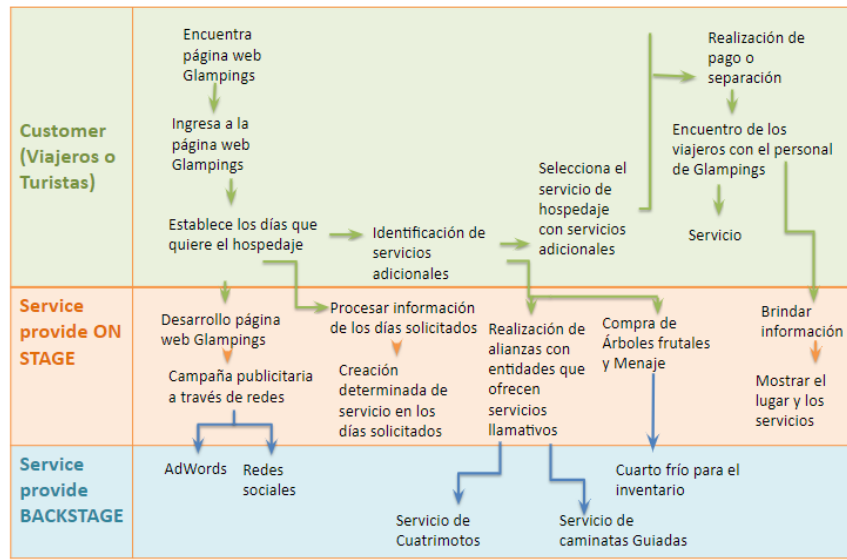 Customer
(Viajeros o
Turistas)
Encuentra
página web
Glampings
Ingresa a la
página web
Glampings
Establece los días que
quiere el hospedaje
Identificación de
servicios
adicionales
Selecciona el
servicio de
hospedaje
con servicios
adicionales
Realización de
pago o
separación
Encuentro de los
viajeros con el personal
de Glampings
Servicio
Service
provide ON
STAGE
Desarrollo página
web Glampings
Campaña publicitaria
a través de redes
Procesar información
de los días solicitados
Creación
determinada de
servicio en los
días solicitados
Realización de
alianzas con
entidades que
ofrecen
servicios
llamativos
Compra de
Árboles frutales
y Menaje
Brindar
información
Mostrar el
lugar y los
servicios
Service
provide
BACKSTAGE
AdWords
Redes
sociales
Servicio de
Cuatrimotos
Servicio de
caminatas Guiadas
Cuarto frío para el
inventario